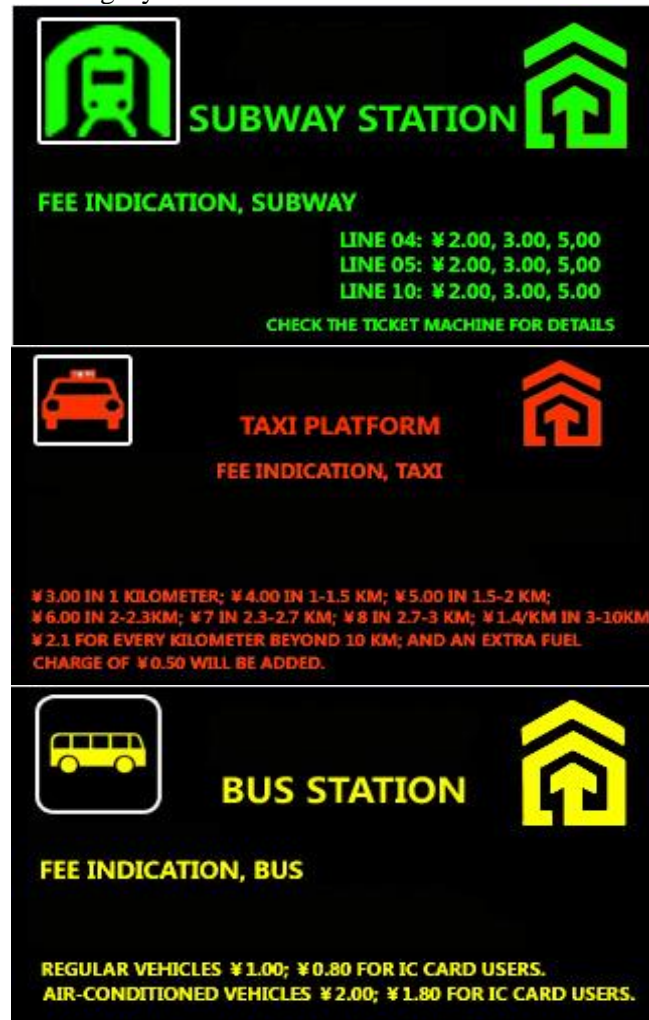 SUBWAY STATION
FEE INDICATION, SUBWAY
LINE 04: ¥2.00, 3.00, 5,00
LINE 05: ¥2.00, 3.00, 5,00
LINE 10: ¥2.00, 3.00, 5.00
CHECK THE TICKET MACHINE FOR DETAILS
TAXI PLATFORM
FEE INDICATION, TAXI
¥3.00 IN 1 KILOMETER; ¥4.00 IN 1-1.5 KM; ¥5.00 IN 1.5-2 KM;
¥6.00 IN 2-2.3KM; ¥7 IN 2.3-2.7 KM; ¥8 IN 2.7-3 KM; ¥1.4/KM IN 3-10KM
¥2.1 FOR EVERY KILOMETER BEYOND 10 KM; AND AN EXTRA FUEL
CHARGE OF ¥0.50 WILL BE ADDED.
BUS STATION
FEE INDICATION, BUS
REGULAR VEHICLES ¥1.00; ¥0.80 FOR IC CARD USERS.
AIR-CONDITIONED VEHICLES ¥2.00; ¥1.80 FOR IC CARD USERS.